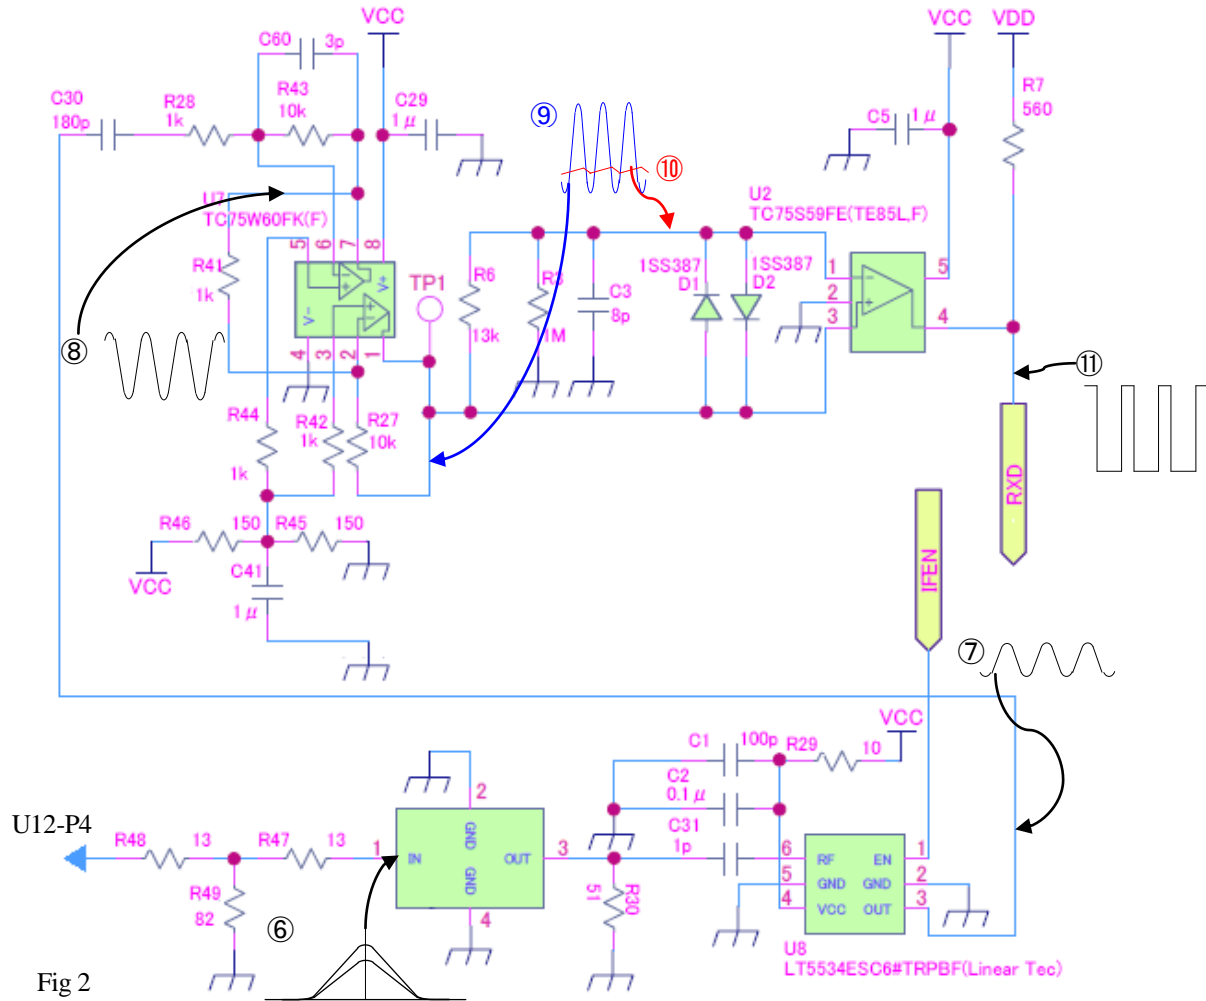 VCC
VCC
VDD
C60
3p
R43
10k
C30
180p
R28
1k
C29
1μ
R7
560
C5
1μ
⑨
⑩
U7
TC75W60FK(F)
U2
TC75S59FE(TE85L,F)
5
6
7
8
R41
1k
V-
V+
TP1
R6
13k
R3
1M
C3
8p
1SS387
D1
1SS387
D2
1
2
3
5
4
⑧
4
3
2
1
⑪
R44
1k
R42
1k
R27
10k
RXD
R46
150
R45
150
VCC
C41
1μ
IFEN
⑦
VCC
C1
100p
R29
10
C2
0.1μ
C31
1p
U12-P4
R48
13
R47
13
R49
82
1
IN
2
GND
GND
OUT
3
4
R30
51
6
RF
EN
1
5
GND
GND
2
4
VCC
OUT
3
U8
LT5534ESC6#TRPBF(Linear Tec)
⑥
Fig 2